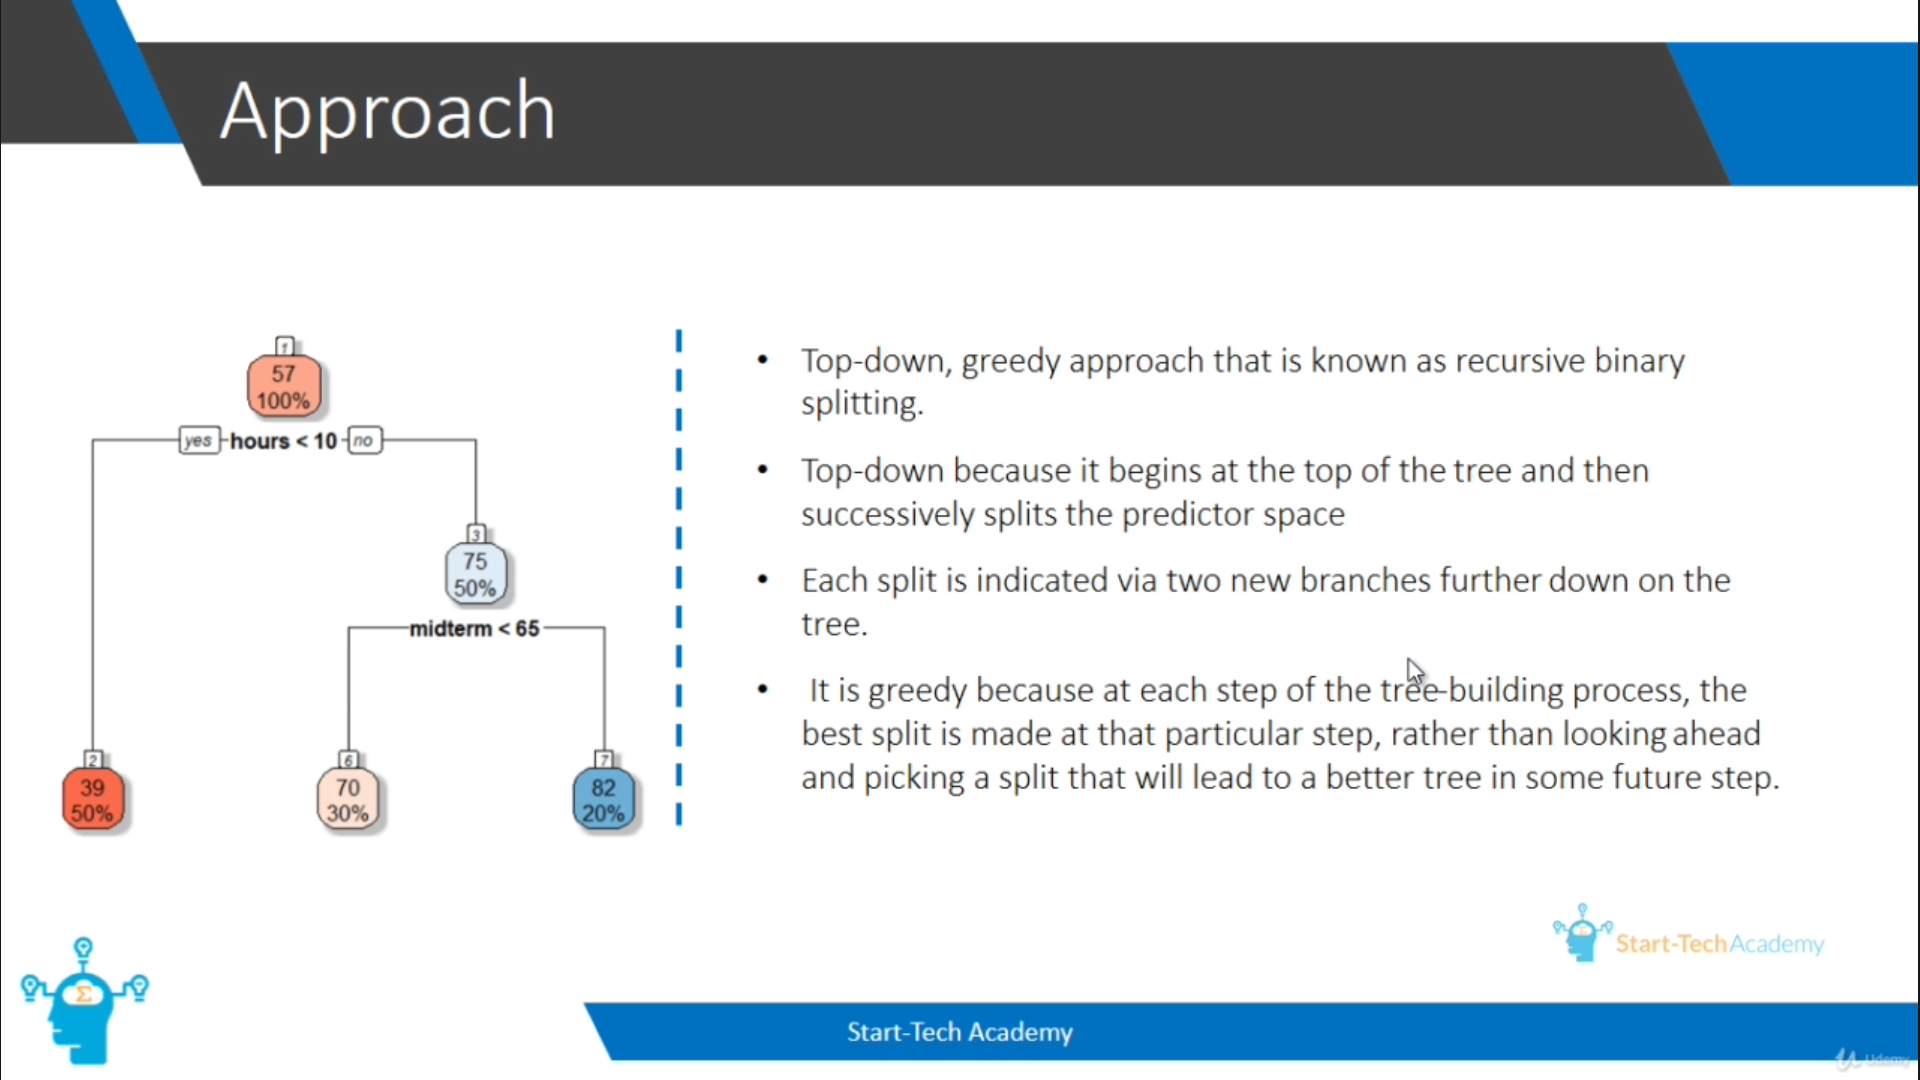 Approach
1
57
100%
yes hours < 10 no
3
75
50%
midterm < 65
2
39
50%
6
70
30%
7
82
20%
• Top-down, greedy approach that is known as recursive binary
splitting.
• Top-down because it begins at the top of the tree and then
successively splits the predictor space
• Each split is indicated via two new branches further down on the
tree.
• It is greedy because at each step of the tree-building process, the
best split is made at that particular step, rather than looking ahead
and picking a split that will lead to a better tree in some future step.
Σ
Start-Tech Academy
Start-Tech Academy
Udemy